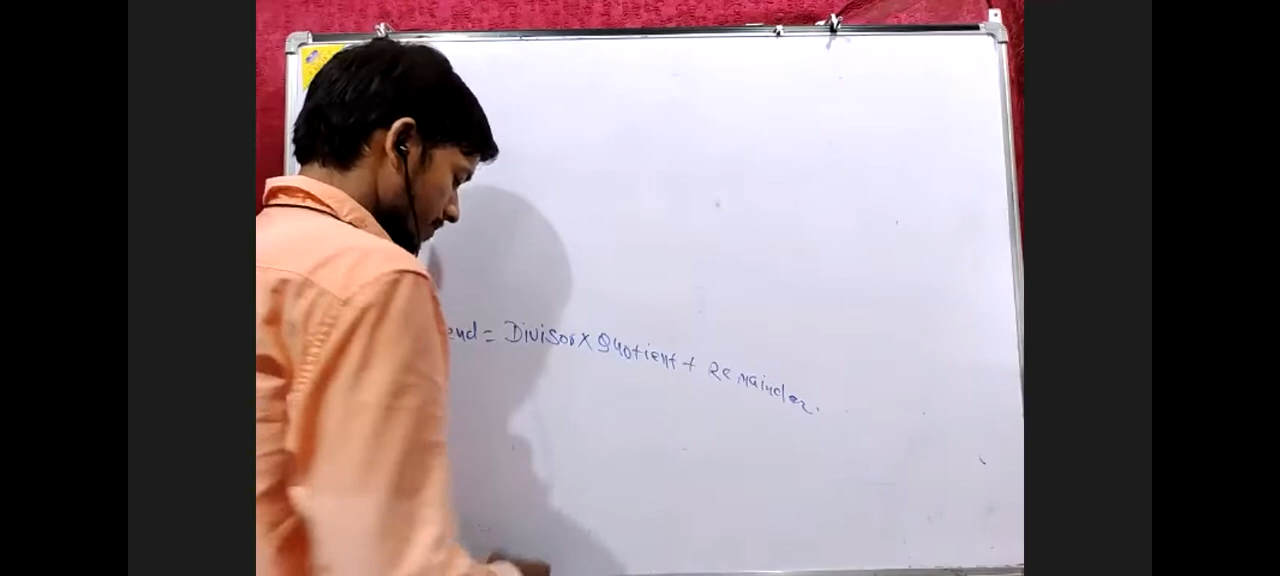 end = Divisor × Quotient + Remainder.